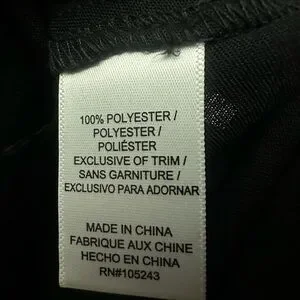 100% POLYESTER /
POLYESTER /
POLIÉSTER
EXCLUSIVE OF TRIM /
SANS GARNITURE /
EXCLUSIVO PARA ADORNAR
MADE IN CHINA
FABRIQUE AUX CHINE
HECHO EN CHINA
RN#105243